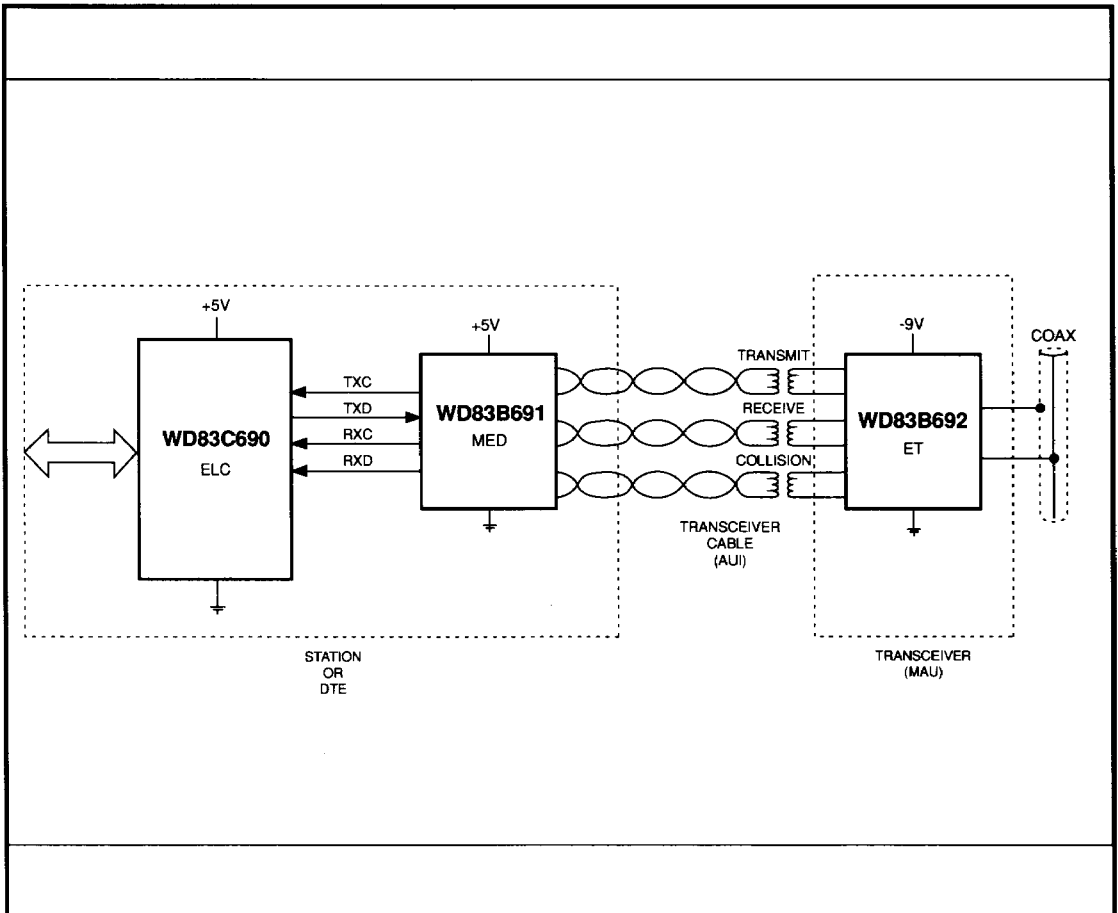 +5V
WD83C690
ELC
TXC
TXD
RXC
RXD
+5V
WD83B691
MED
TRANSMIT
RECEIVE
COLLISION
TRANSCEIVER
CABLE
(AUI)
-9V
WD83B692
ET
COAX
STATION
OR
DTE
TRANSCEIVER
(MAU)